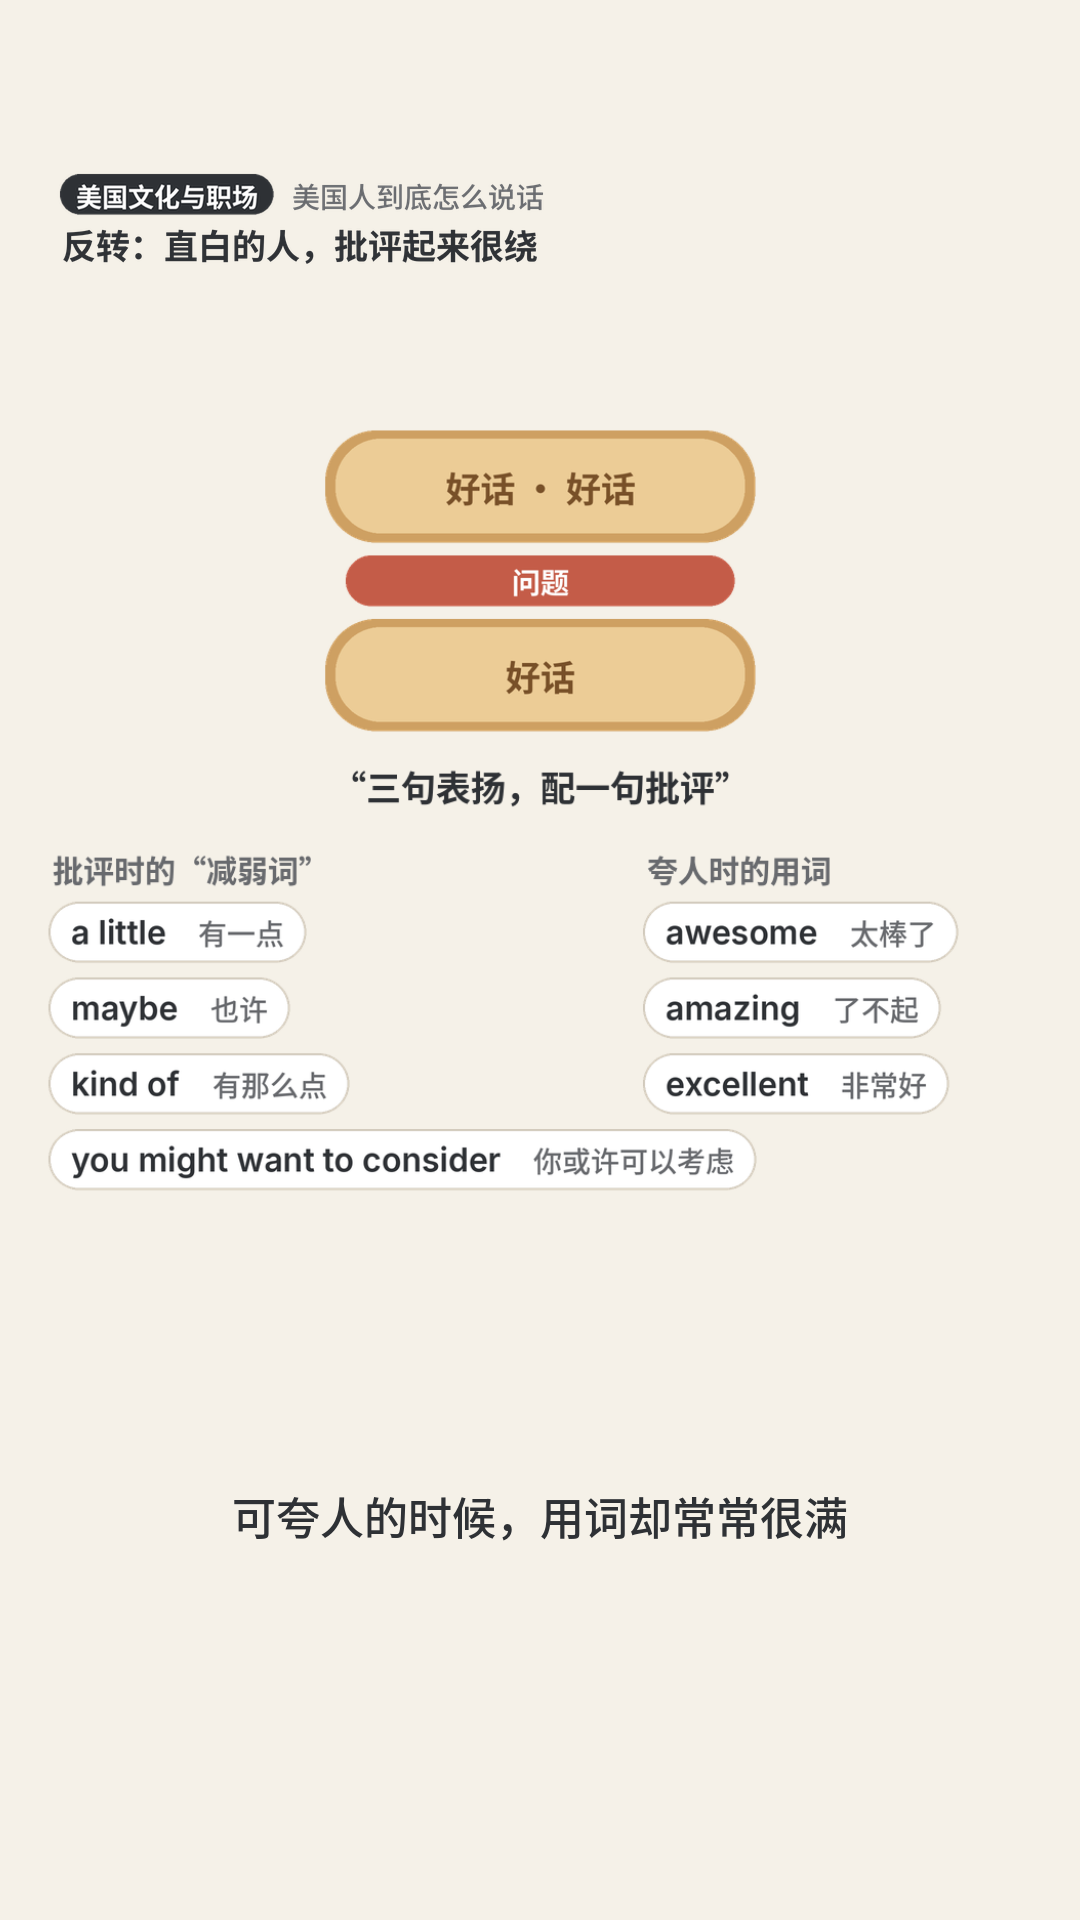 美国文化与职场 美国人到底怎么说话
反转：直白的人，批评起来很绕
好话 · 好话
问题
好话
“三句表扬，配一句批评”
批评时的“减弱词”
a little 有一点
maybe 也许
kind of 有那么点
you might want to consider 你或许可以考虑
夸人时的用词
awesome 太棒了
amazing 了不起
excellent 非常好
可夸人的时候，用词却常常很满